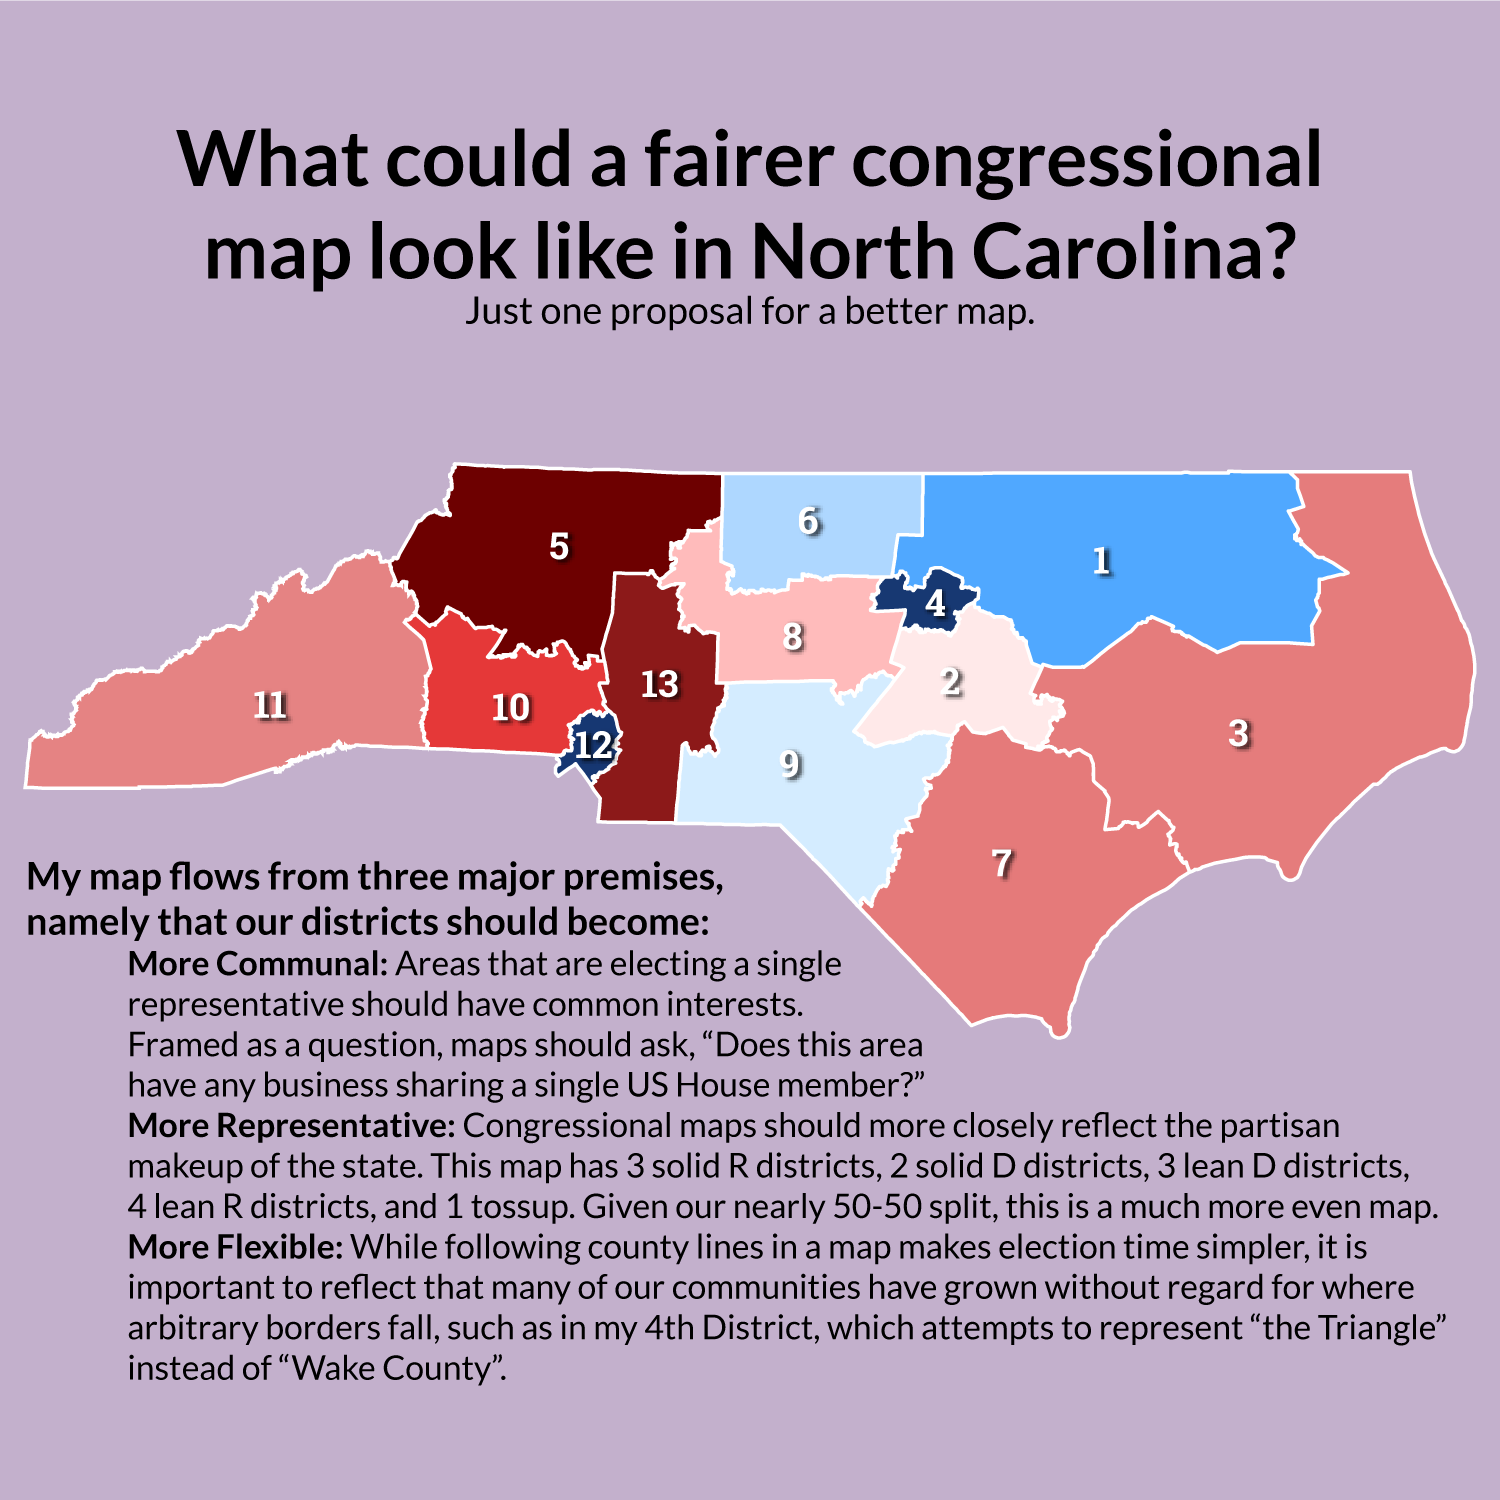 What could a fairer congressional
map look like in North Carolina?
Just one proposal for a better map.
5
6
1
4
8
2
13
11
10
12
3
9
7
My map flows from three major premises,
namely that our districts should become:
More Communal: Areas that are electing a single
representative should have common interests.
Framed as a question, maps should ask, “Does this area
have any business sharing a single US House member?”
More Representative: Congressional maps should more closely reflect the partisan
makeup of the state. This map has 3 solid R districts, 2 solid D districts, 3 lean D districts,
4 lean R districts, and 1 tossup. Given our nearly 50-50 split, this is a much more even map.
More Flexible: While following county lines in a map makes election time simpler, it is
important to reflect that many of our communities have grown without regard for where
arbitrary borders fall, such as in my 4th District, which attempts to represent “the Triangle”
instead of “Wake County”.